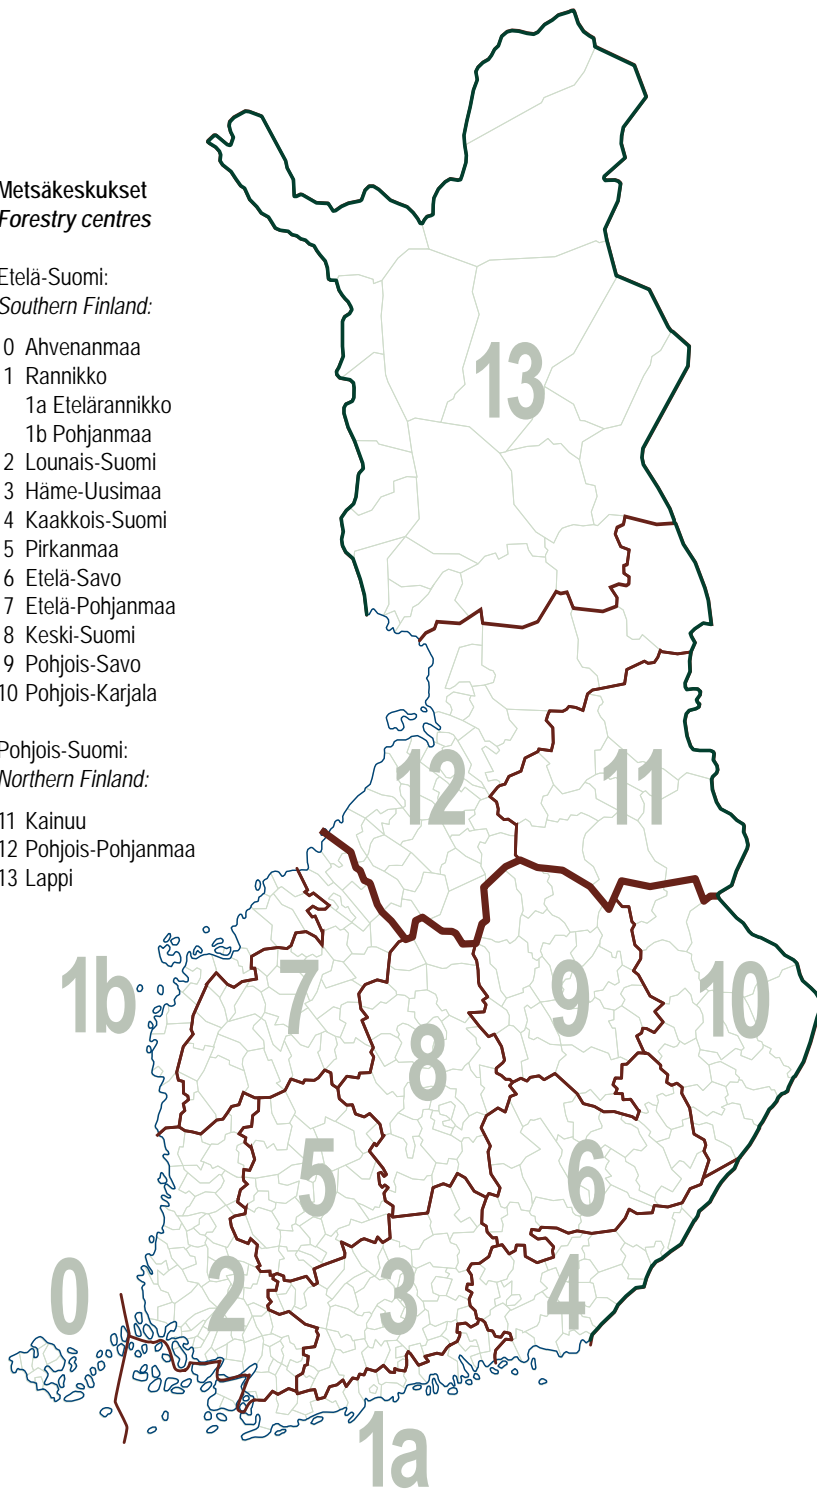 Metsäkeskukset
Forestry centres
Etelä-Suomi:
Southern Finland:
0 Ahvenanmaa
1 Rannikko
1a Etelärannikko
1b Pohjanmaa
2 Lounais-Suomi
3 Häme-Uusimaa
4 Kaakkois-Suomi
5 Pirkanmaa
6 Etelä-Savo
7 Etelä-Pohjanmaa
8 Keski-Suomi
9 Pohjois-Savo
10 Pohjois-Karjala
Pohjois-Suomi:
Northern Finland:
11 Kainuu
12 Pohjois-Pohjanmaa
13 Lappi
13
12
11
1b
7
9
10
8
5
6
0
2
3
4
1a